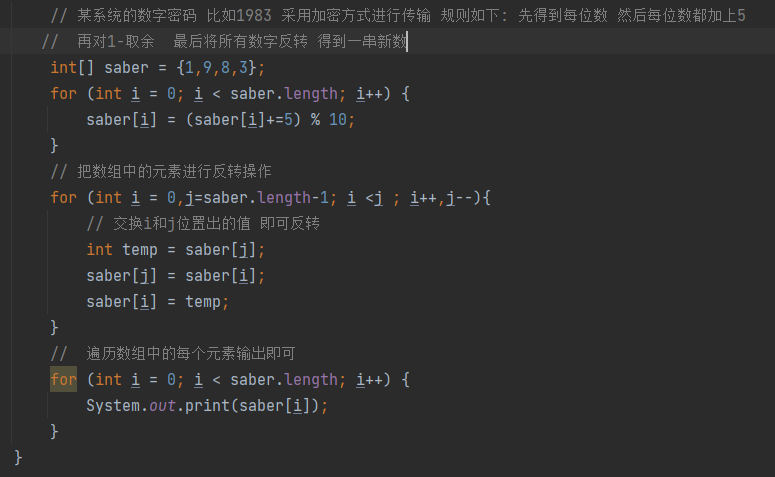 // 某系统的数字密码 比如1983 采用加密方式进行传输 规则如下: 先得到每位数 然后每位数都加上5
// 再对1-取余  最后将所有数字反转 得到一串新数
int[] saber = {1,9,8,3};
for (int i = 0; i < saber.length; i++) {
saber[i] = (saber[i]+=5) % 10;
}
// 把数组中的元素进行反转操作
for (int i = 0,j=saber.length-1; i <j ; i++,j--){
// 交换i和j位置出的值 即可反转
int temp = saber[j];
saber[j] = saber[i];
saber[i] = temp;
}
//  遍历数组中的每个元素输出即可
for (int i = 0; i < saber.length; i++) {
System.out.print(saber[i]);
}
}